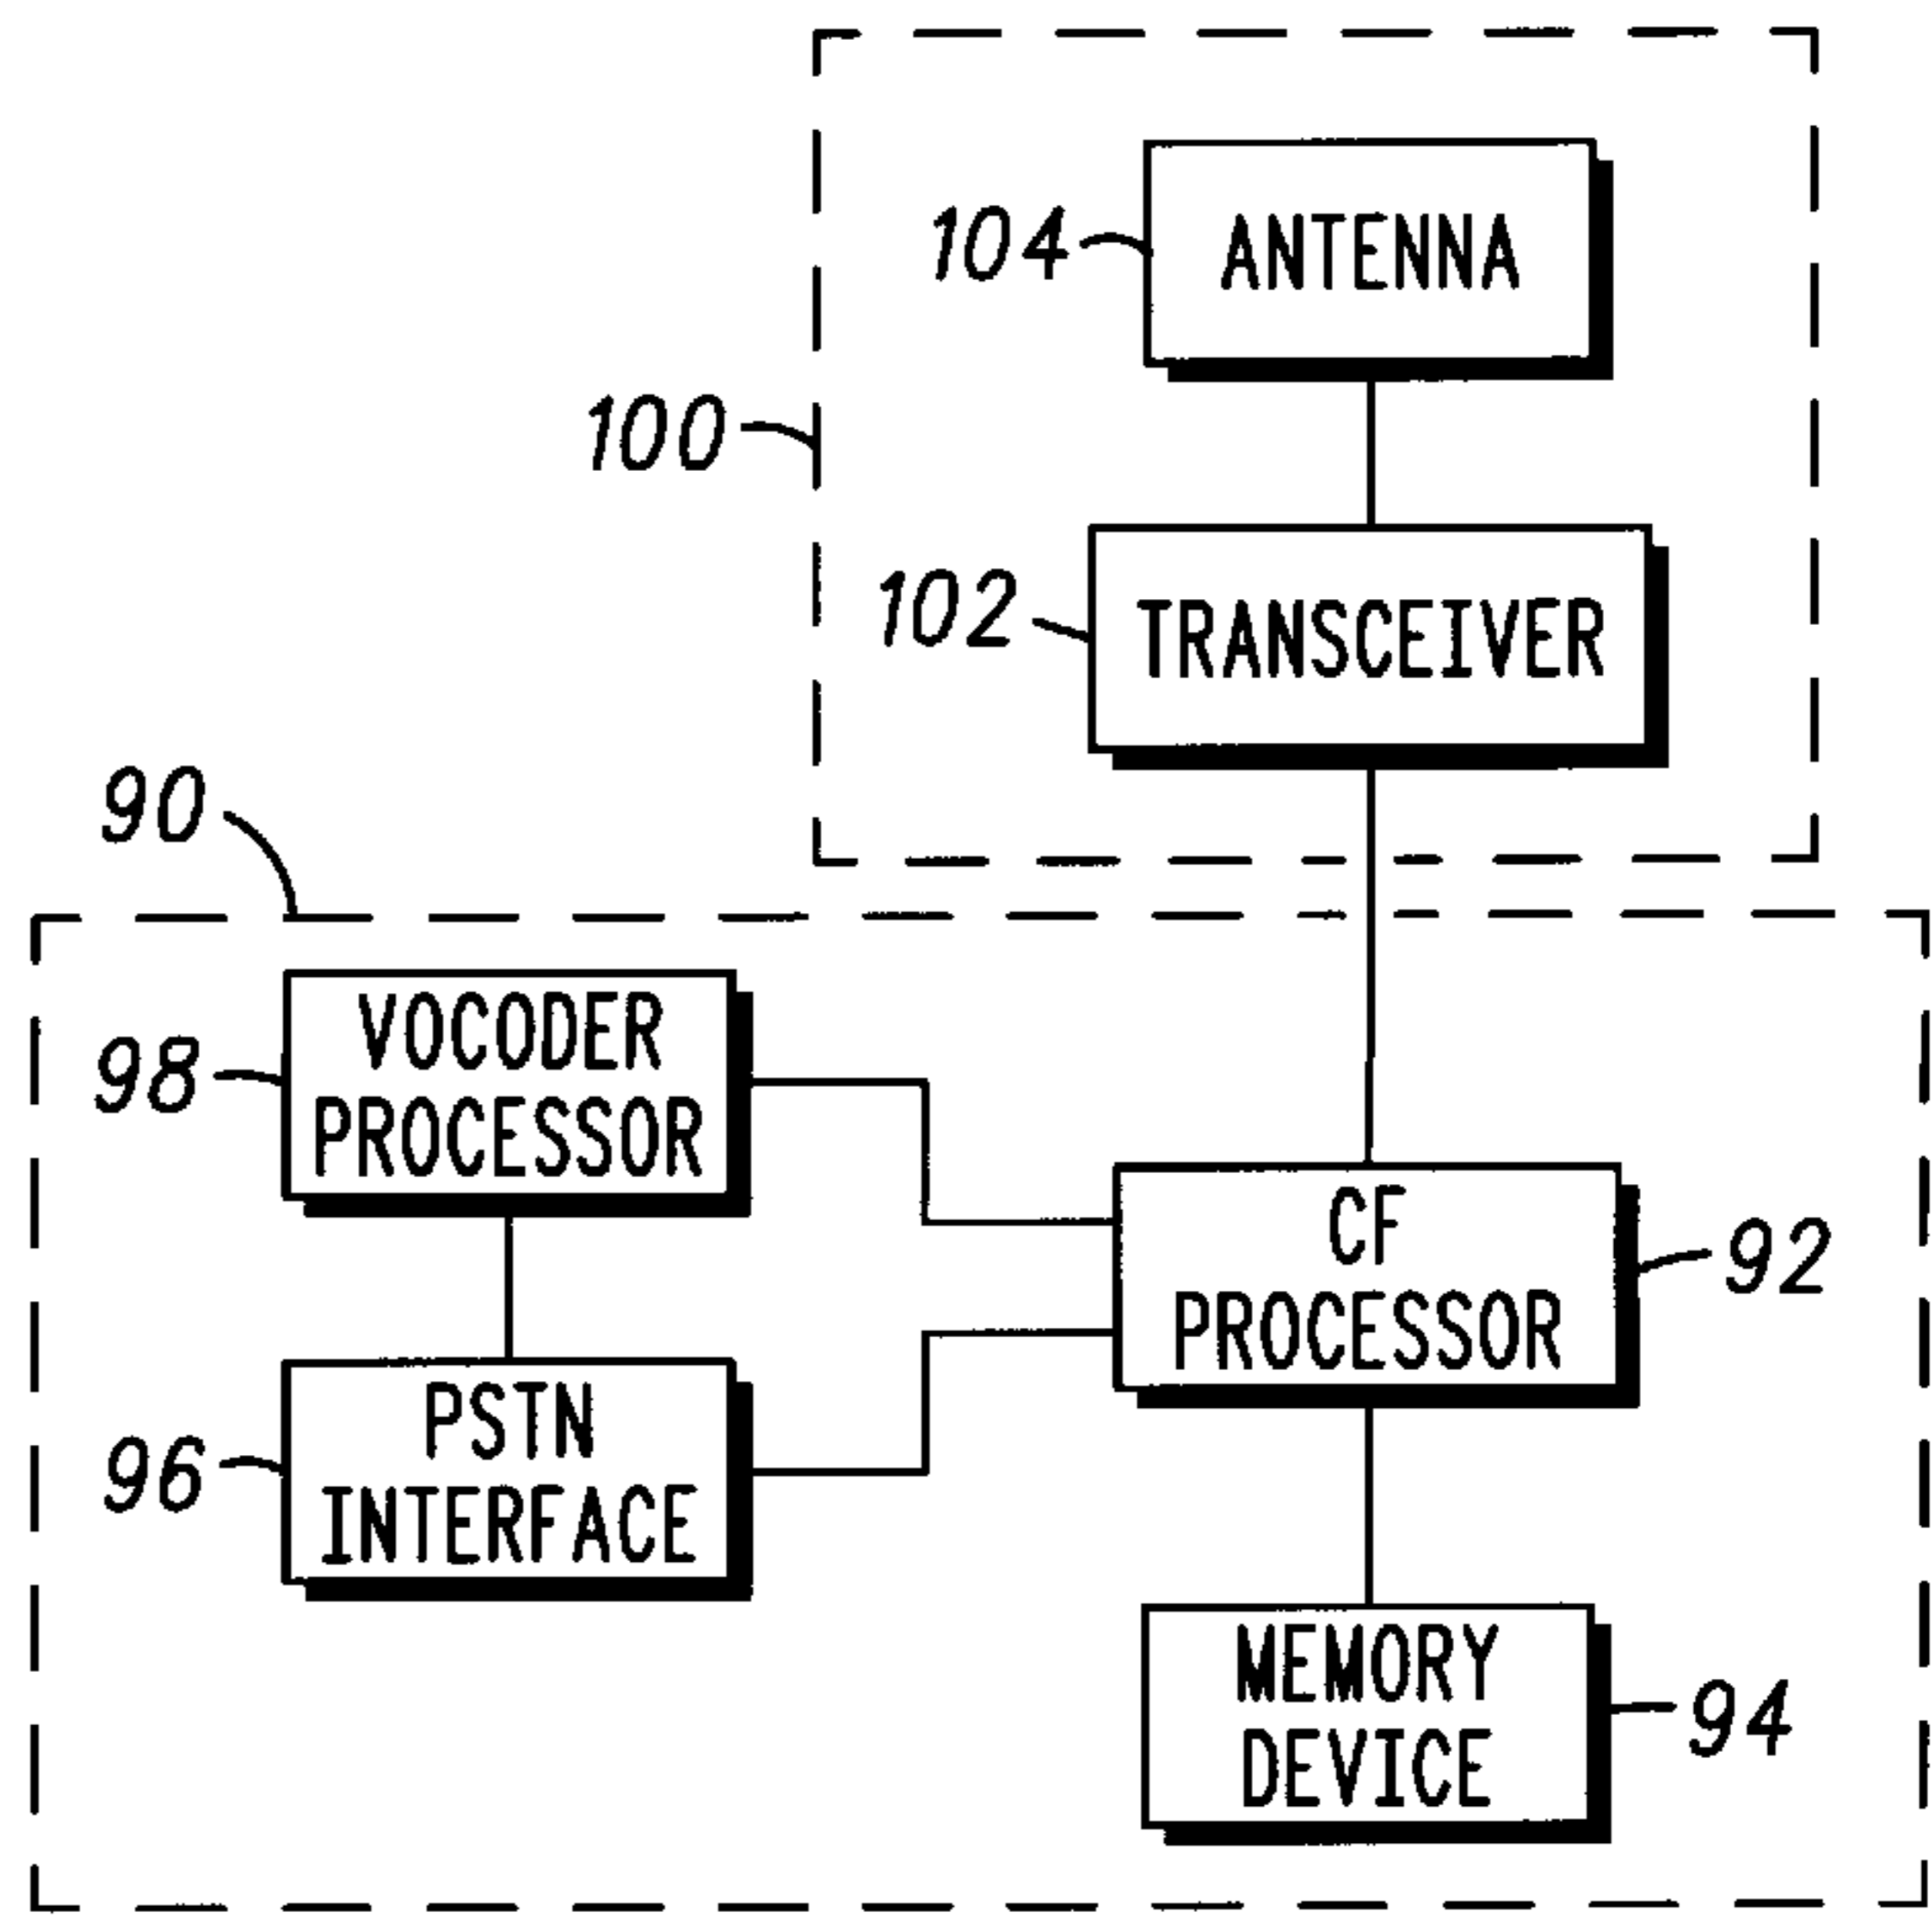 104
ANTENNA
100
102
TRANSCEIVER
90
98
VOCODER
PROCESSOR
CF
PROCESSOR
92
96
PSTN
INTERFACE
MEMORY
DEVICE
94